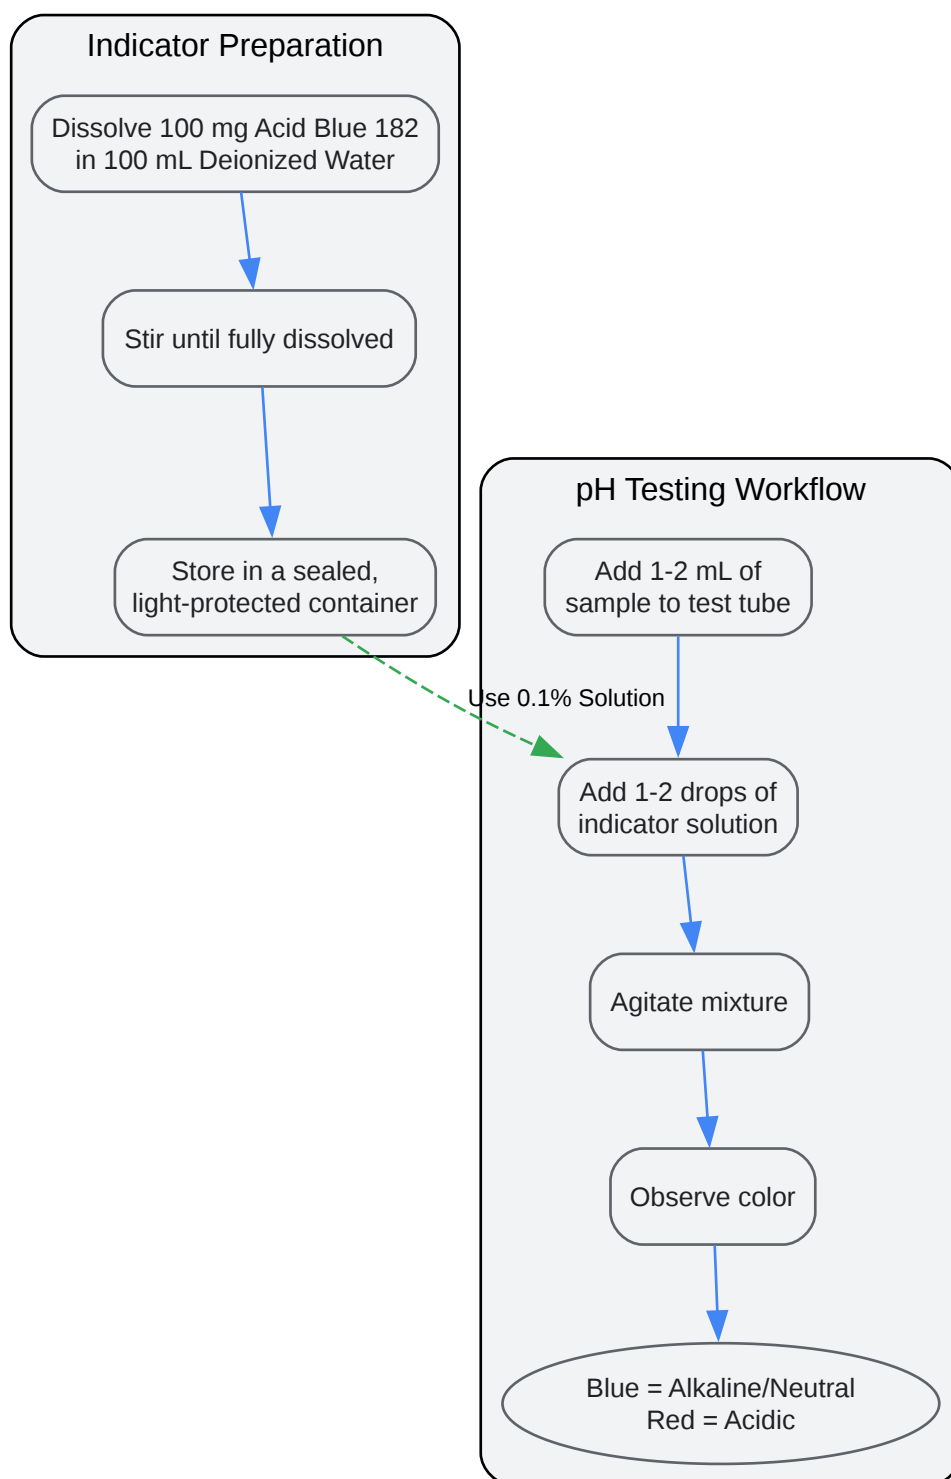 Indicator Preparation
Dissolve 100 mg Acid Blue 182
in 100 mL Deionized Water
Stir until fully dissolved
Store in a sealed,
light-protected container
pH Testing Workflow
Add 1-2 mL of
sample to test tube
Use 0.1% Solution
Add 1-2 drops of
indicator solution
Agitate mixture
Observe color
Blue = Alkaline/Neutral
Red = Acidic